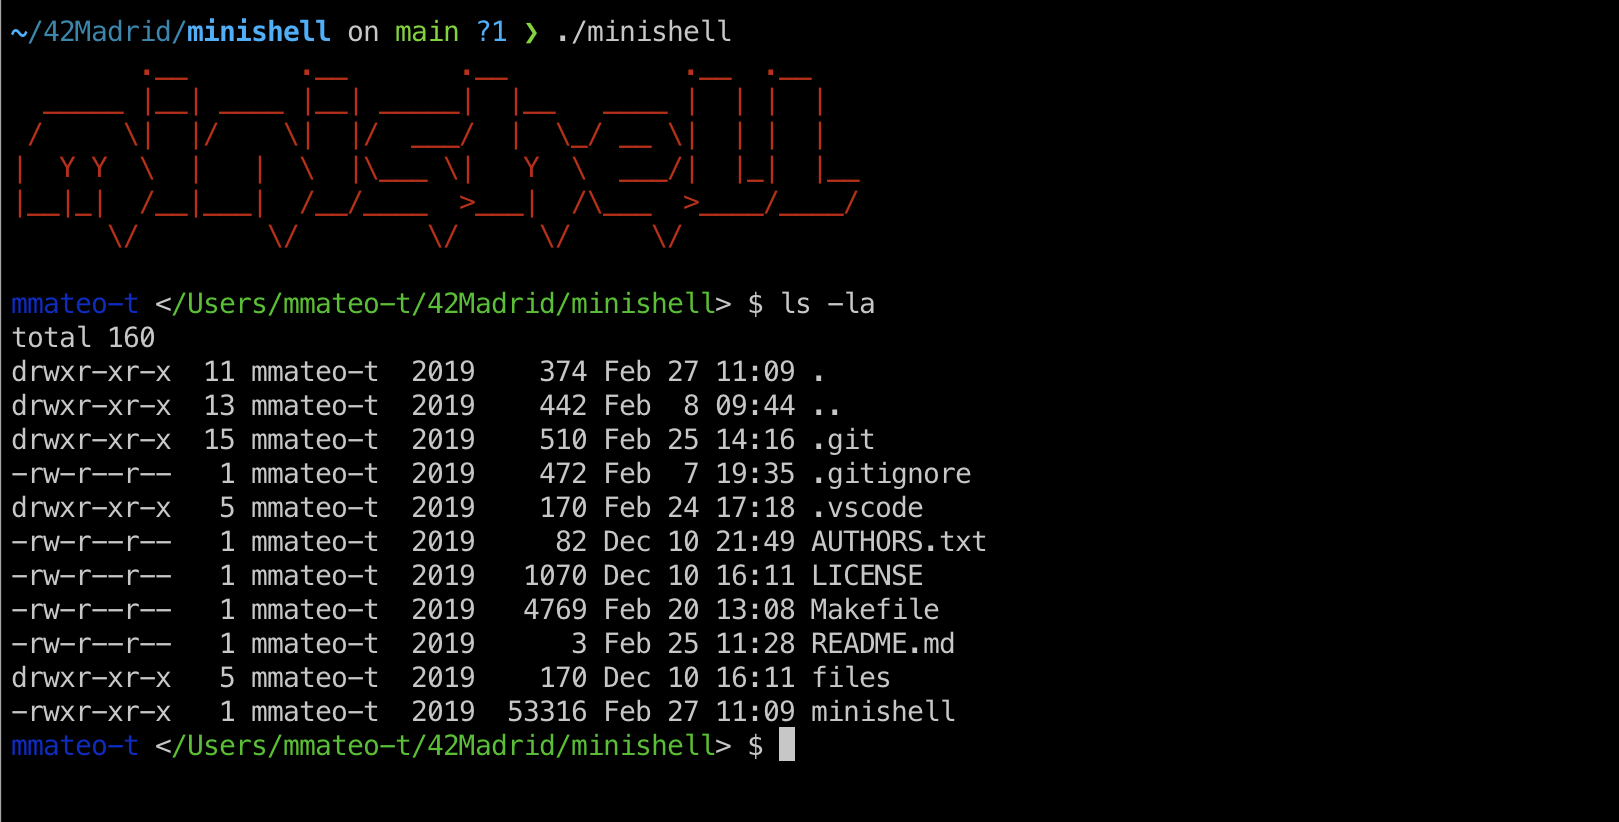 ~/42Madrid/minishell on main ?1 ❯ ./minishell
minishell
mmateo-t </Users/mmateo-t/42Madrid/minishell> $ ls -la
total 160
drwxr-xr-x  11 mmateo-t  2019    374 Feb 27 11:09 .
drwxr-xr-x  13 mmateo-t  2019    442 Feb  8 09:44 ..
drwxr-xr-x  15 mmateo-t  2019    510 Feb 25 14:16 .git
-rw-r--r--   1 mmateo-t  2019    472 Feb  7 19:35 .gitignore
drwxr-xr-x   5 mmateo-t  2019    170 Feb 24 17:18 .vscode
-rw-r--r--   1 mmateo-t  2019     82 Dec 10 21:49 AUTHORS.txt
-rw-r--r--   1 mmateo-t  2019   1070 Dec 10 16:11 LICENSE
-rw-r--r--   1 mmateo-t  2019   4769 Feb 20 13:08 Makefile
-rw-r--r--   1 mmateo-t  2019      3 Feb 25 11:28 README.md
drwxr-xr-x   5 mmateo-t  2019    170 Dec 10 16:11 files
-rwxr-xr-x   1 mmateo-t  2019  53316 Feb 27 11:09 minishell
mmateo-t </Users/mmateo-t/42Madrid/minishell> $